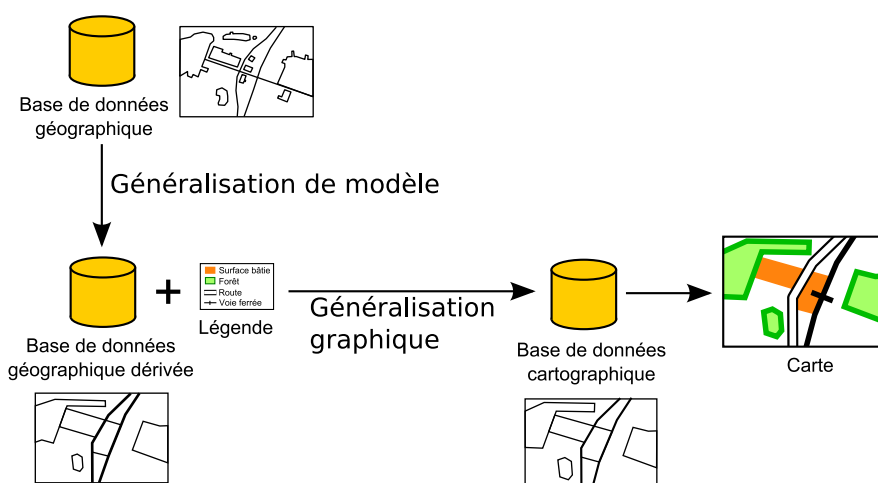 Base de données
géographique
Généralisation de modèle
Base de données
géographique dérivée
+
Surface bâtie
Forêt
Route
Voie ferrée
Légende
Généralisation
graphique
Base de données
cartographique
Carte